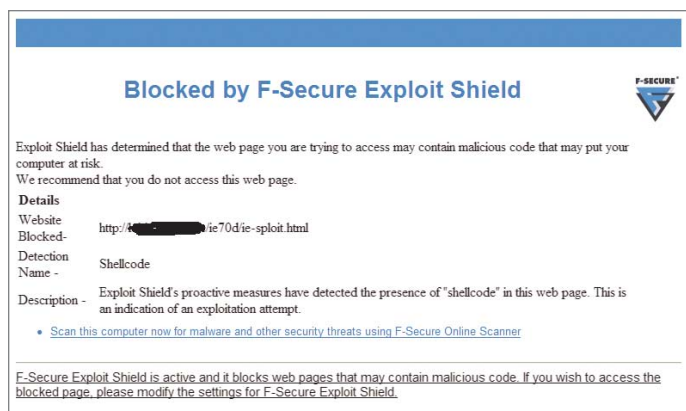 Blocked by F-Secure Exploit Shield
F-SECURE
Exploit Shield has determined that the web page you are trying to access may contain malicious code that may put your
computer at risk.
We recommend that you do not access this web page.
Details
Website
Blocked-
http:// /ie70d/ie-sploit.html
Detection
Name -
Shellcode
Description -
Exploit Shield's proactive measures have detected the presence of "shellcode" in this web page. This is
an indication of an exploitation attempt.
Scan this computer now for malware and other security threats using F-Secure Online Scanner
F-Secure Exploit Shield is active and it blocks web pages that may contain malicious code. If you wish to access the
blocked page, please modify the settings for F-Secure Exploit Shield.